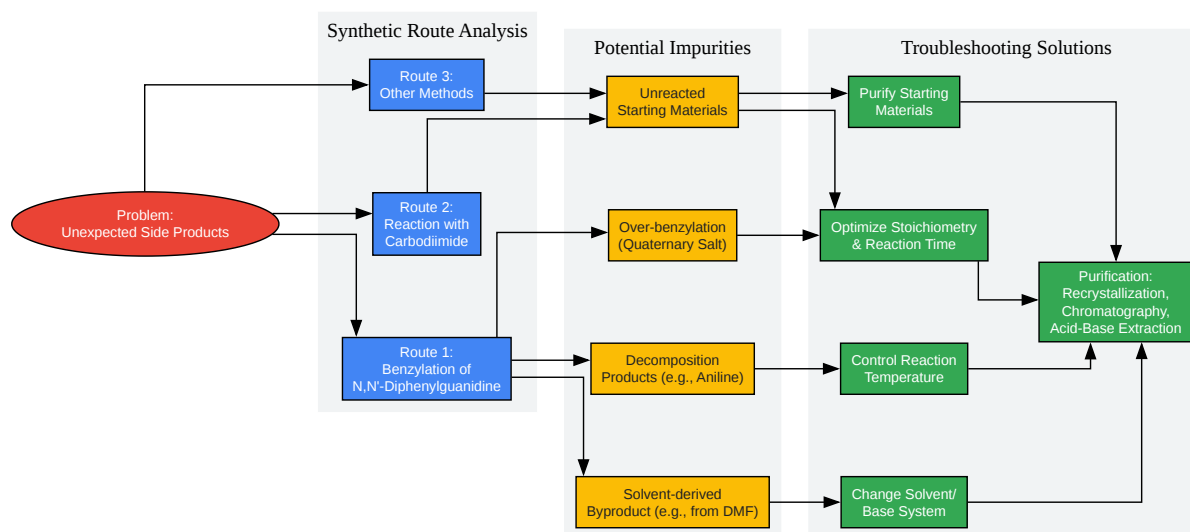 Synthetic Route Analysis
Potential Impurities
Troubleshooting Solutions
Route 3:
Other Methods
Unreacted
Starting Materials
Purify Starting
Materials
Problem:
Unexpected Side Products
Route 2:
Reaction with
Carbodiimide
Over-benzylation
(Quaternary Salt)
Optimize Stoichiometry
& Reaction Time
Purification:
Recrystallization,
Chromatography,
Acid-Base Extraction
Route 1:
Benzylation of
N,N'-Diphenylguanidine
Decomposition
Products (e.g., Aniline)
Control Reaction
Temperature
Solvent-derived
Byproduct (e.g., from DMF)
Change Solvent/
Base System